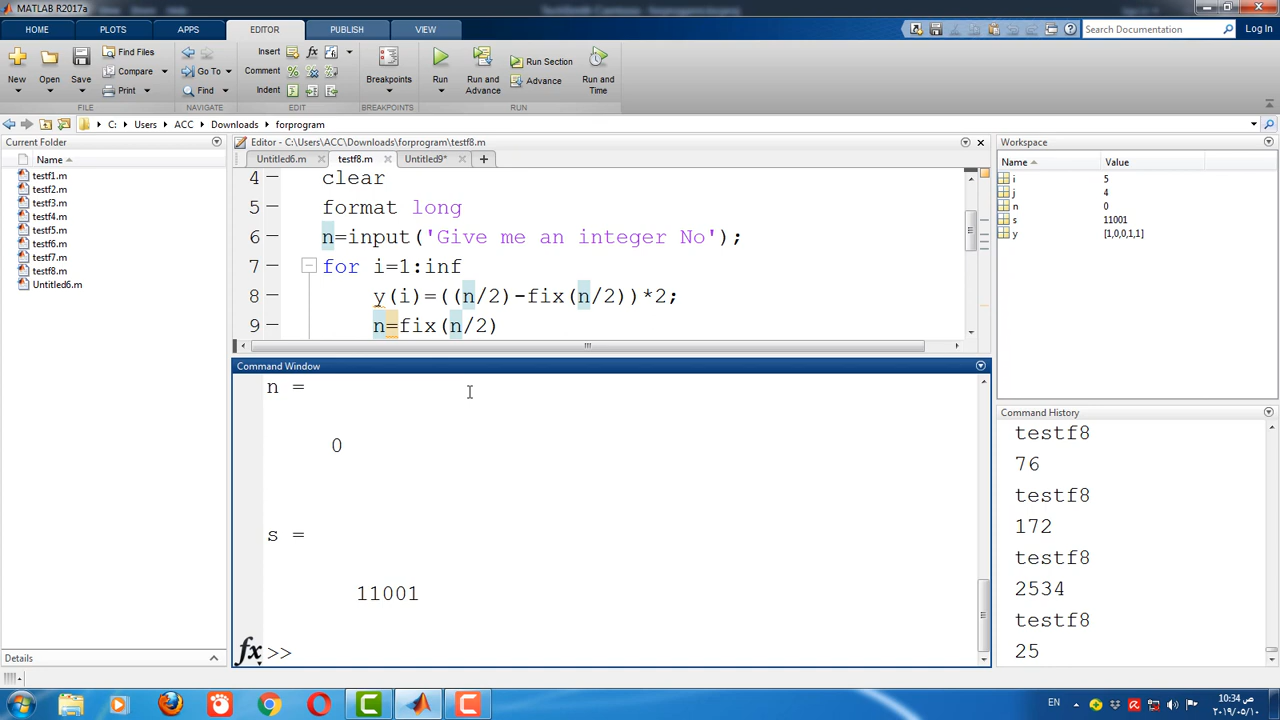 MATLAB R2017a
HOME PLOTS APPS EDITOR PUBLISH VIEW
Search Documentation Log In
New Open Save Find Files Compare Print
Go To Find
Insert fx
Comment
Indent
Breakpoints
Run Run and Advance Run Section Advance Run and Time
FILE NAVIGATE EDIT BREAKPOINTS RUN
C: Users ACC Downloads forprogram
Current Folder
Name
testf1.m
testf2.m
testf3.m
testf4.m
testf5.m
testf6.m
testf7.m
testf8.m
Untitled6.m
Details
Editor - C:\Users\ACC\Downloads\forprogram\testf8.m
Untitled6.m testf8.m Untitled9*
4 clear
5 format long
6 n=input('Give me an integer No');
7 for i=1:inf
8 y(i)=((n/2)-fix(n/2))*2;
9 n=fix(n/2)
Command Window
n =
0
s =
11001
fx >>
Workspace
Name Value
i 5
j 4
n 0
s 11001
y [1,0,0,1,1]
Command History
testf8
76
testf8
172
testf8
2534
testf8
25
EN
10:34 ص
٢٠١٩/٠٥/١٠